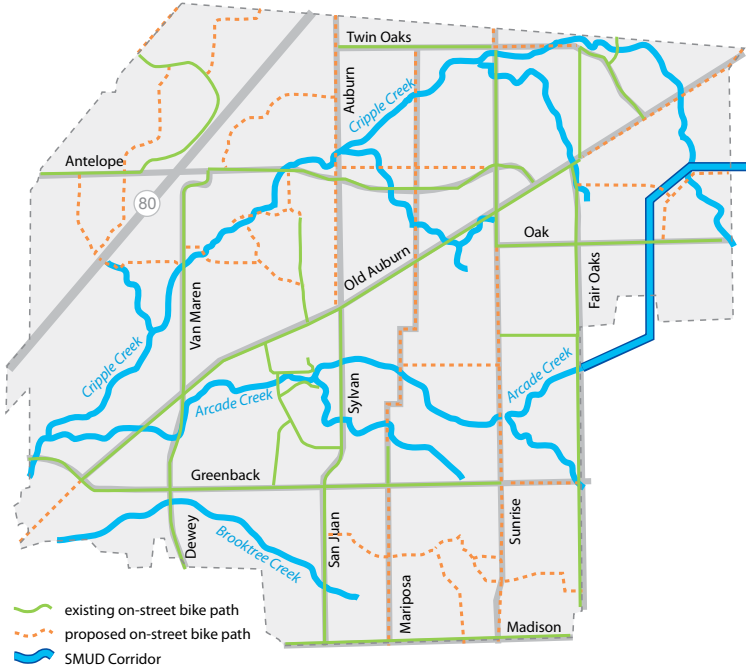 Twin Oaks
Auburn
Cripple Creek
Antelope
80
Oak
Old Auburn
Fair Oaks
Van Maren
Cripple Creek
Arcade Creek
Sylvan
Arcade Creek
Greenback
Dewey
Brooktree Creek
San Juan
Mariposa
Sunrise
Madison
existing on-street bike path
proposed on-street bike path
SMUD Corridor